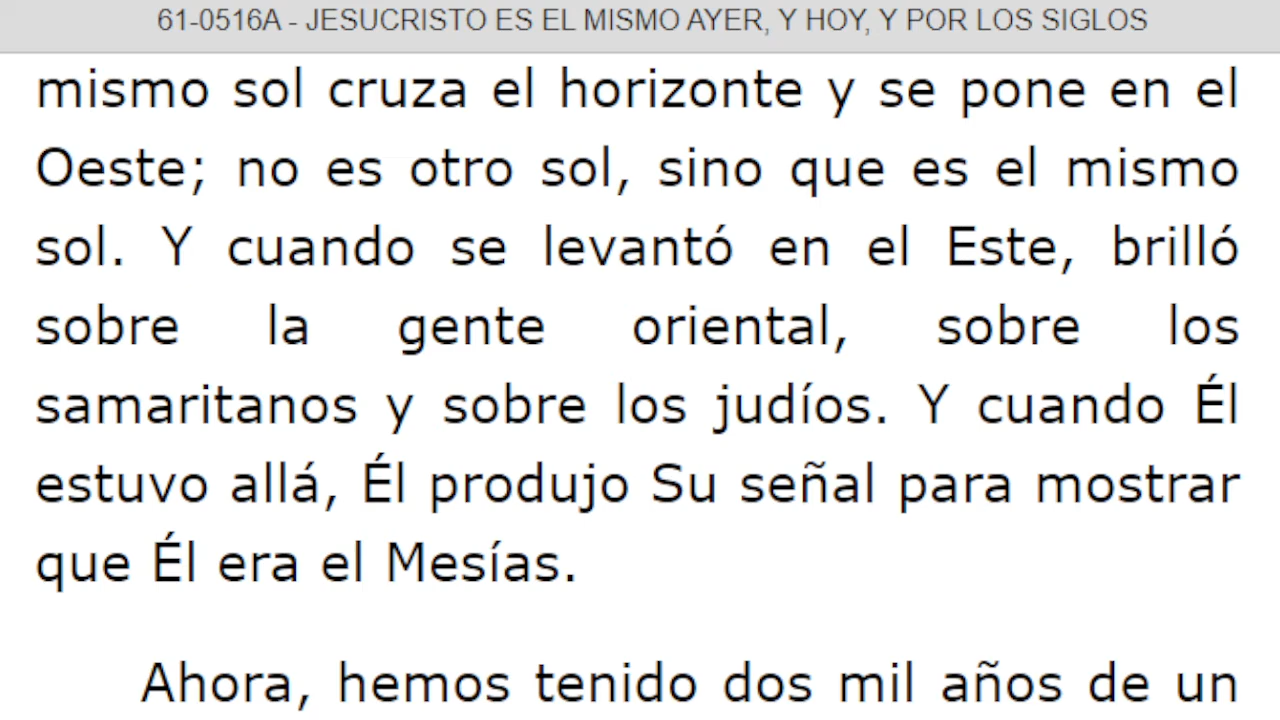 61-0516A - JESUCRISTO ES EL MISMO AYER, Y HOY, Y POR LOS SIGLOS
mismo sol cruza el horizonte y se pone en el
Oeste; no es otro sol, sino que es el mismo
sol. Y cuando se levantó en el Este, brilló
sobre la gente oriental, sobre los
samaritanos y sobre los judíos. Y cuando Él
estuvo allá, Él produjo Su señal para mostrar
que Él era el Mesías.
Ahora, hemos tenido dos mil años de un